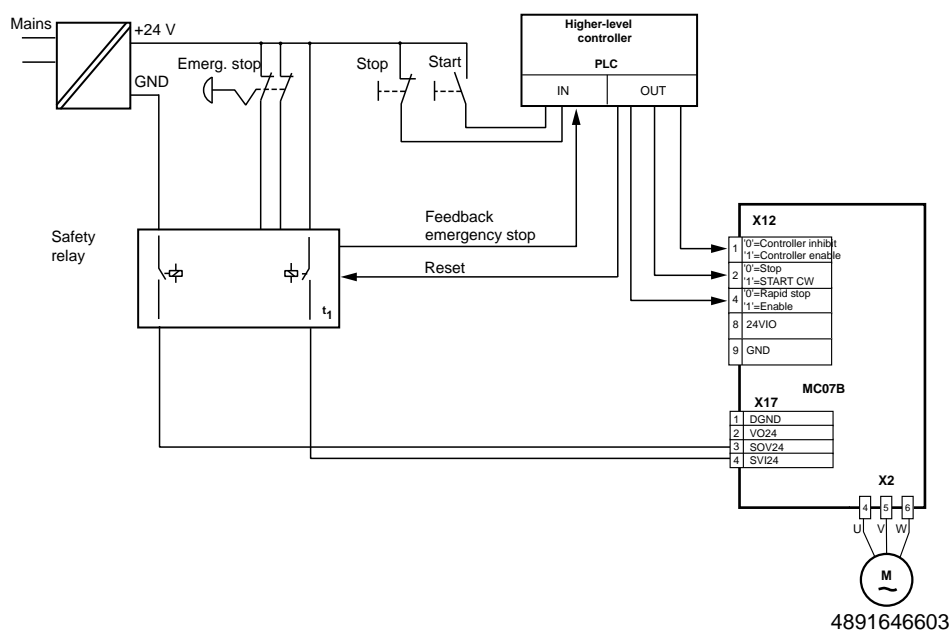 Mains
+24 V
GND
Emerg. stop
Stop
Start
Higher-level
controller
PLC
IN
OUT
Safety
relay
Feedback
emergency stop
Reset
t1
X12
1 '0'=Controller inhibit
'1'=Controller enable
2 '0'=Stop
'1'=START CW
4 '0'=Rapid stop
'1'=Enable
8 24VIO
9 GND
MC07B
X17
1 DGND
2 VO24
3 SOV24
4 SVI24
X2
4 5 6
U V W
M
4891646603